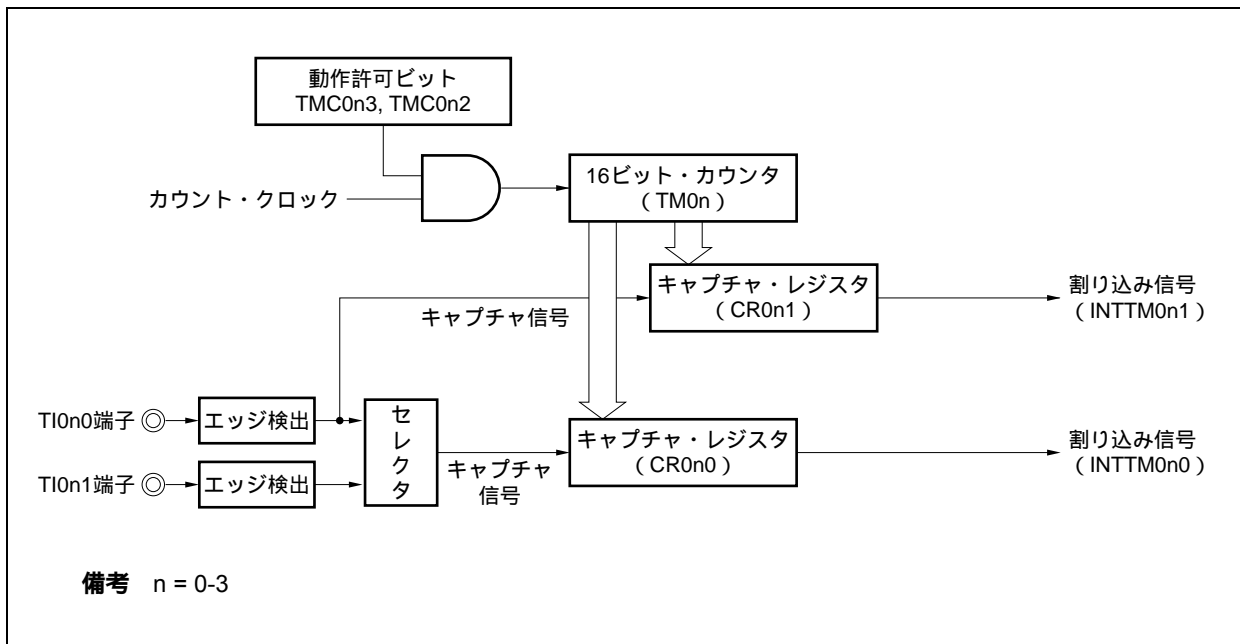 動作許可ビット
TMC0n3, TMC0n2
カウント・クロック
16ビット・カウンタ
（TM0n）
キャプチャ・レジスタ
（CR0n1）
割り込み信号
（INTTM0n1）
キャプチャ信号
TI0n0端子
エッジ検出
TI0n1端子
エッジ検出
セレクタ
キャプチャ
信号
キャプチャ・レジスタ
（CR0n0）
割り込み信号
（INTTM0n0）
備考 n = 0-3